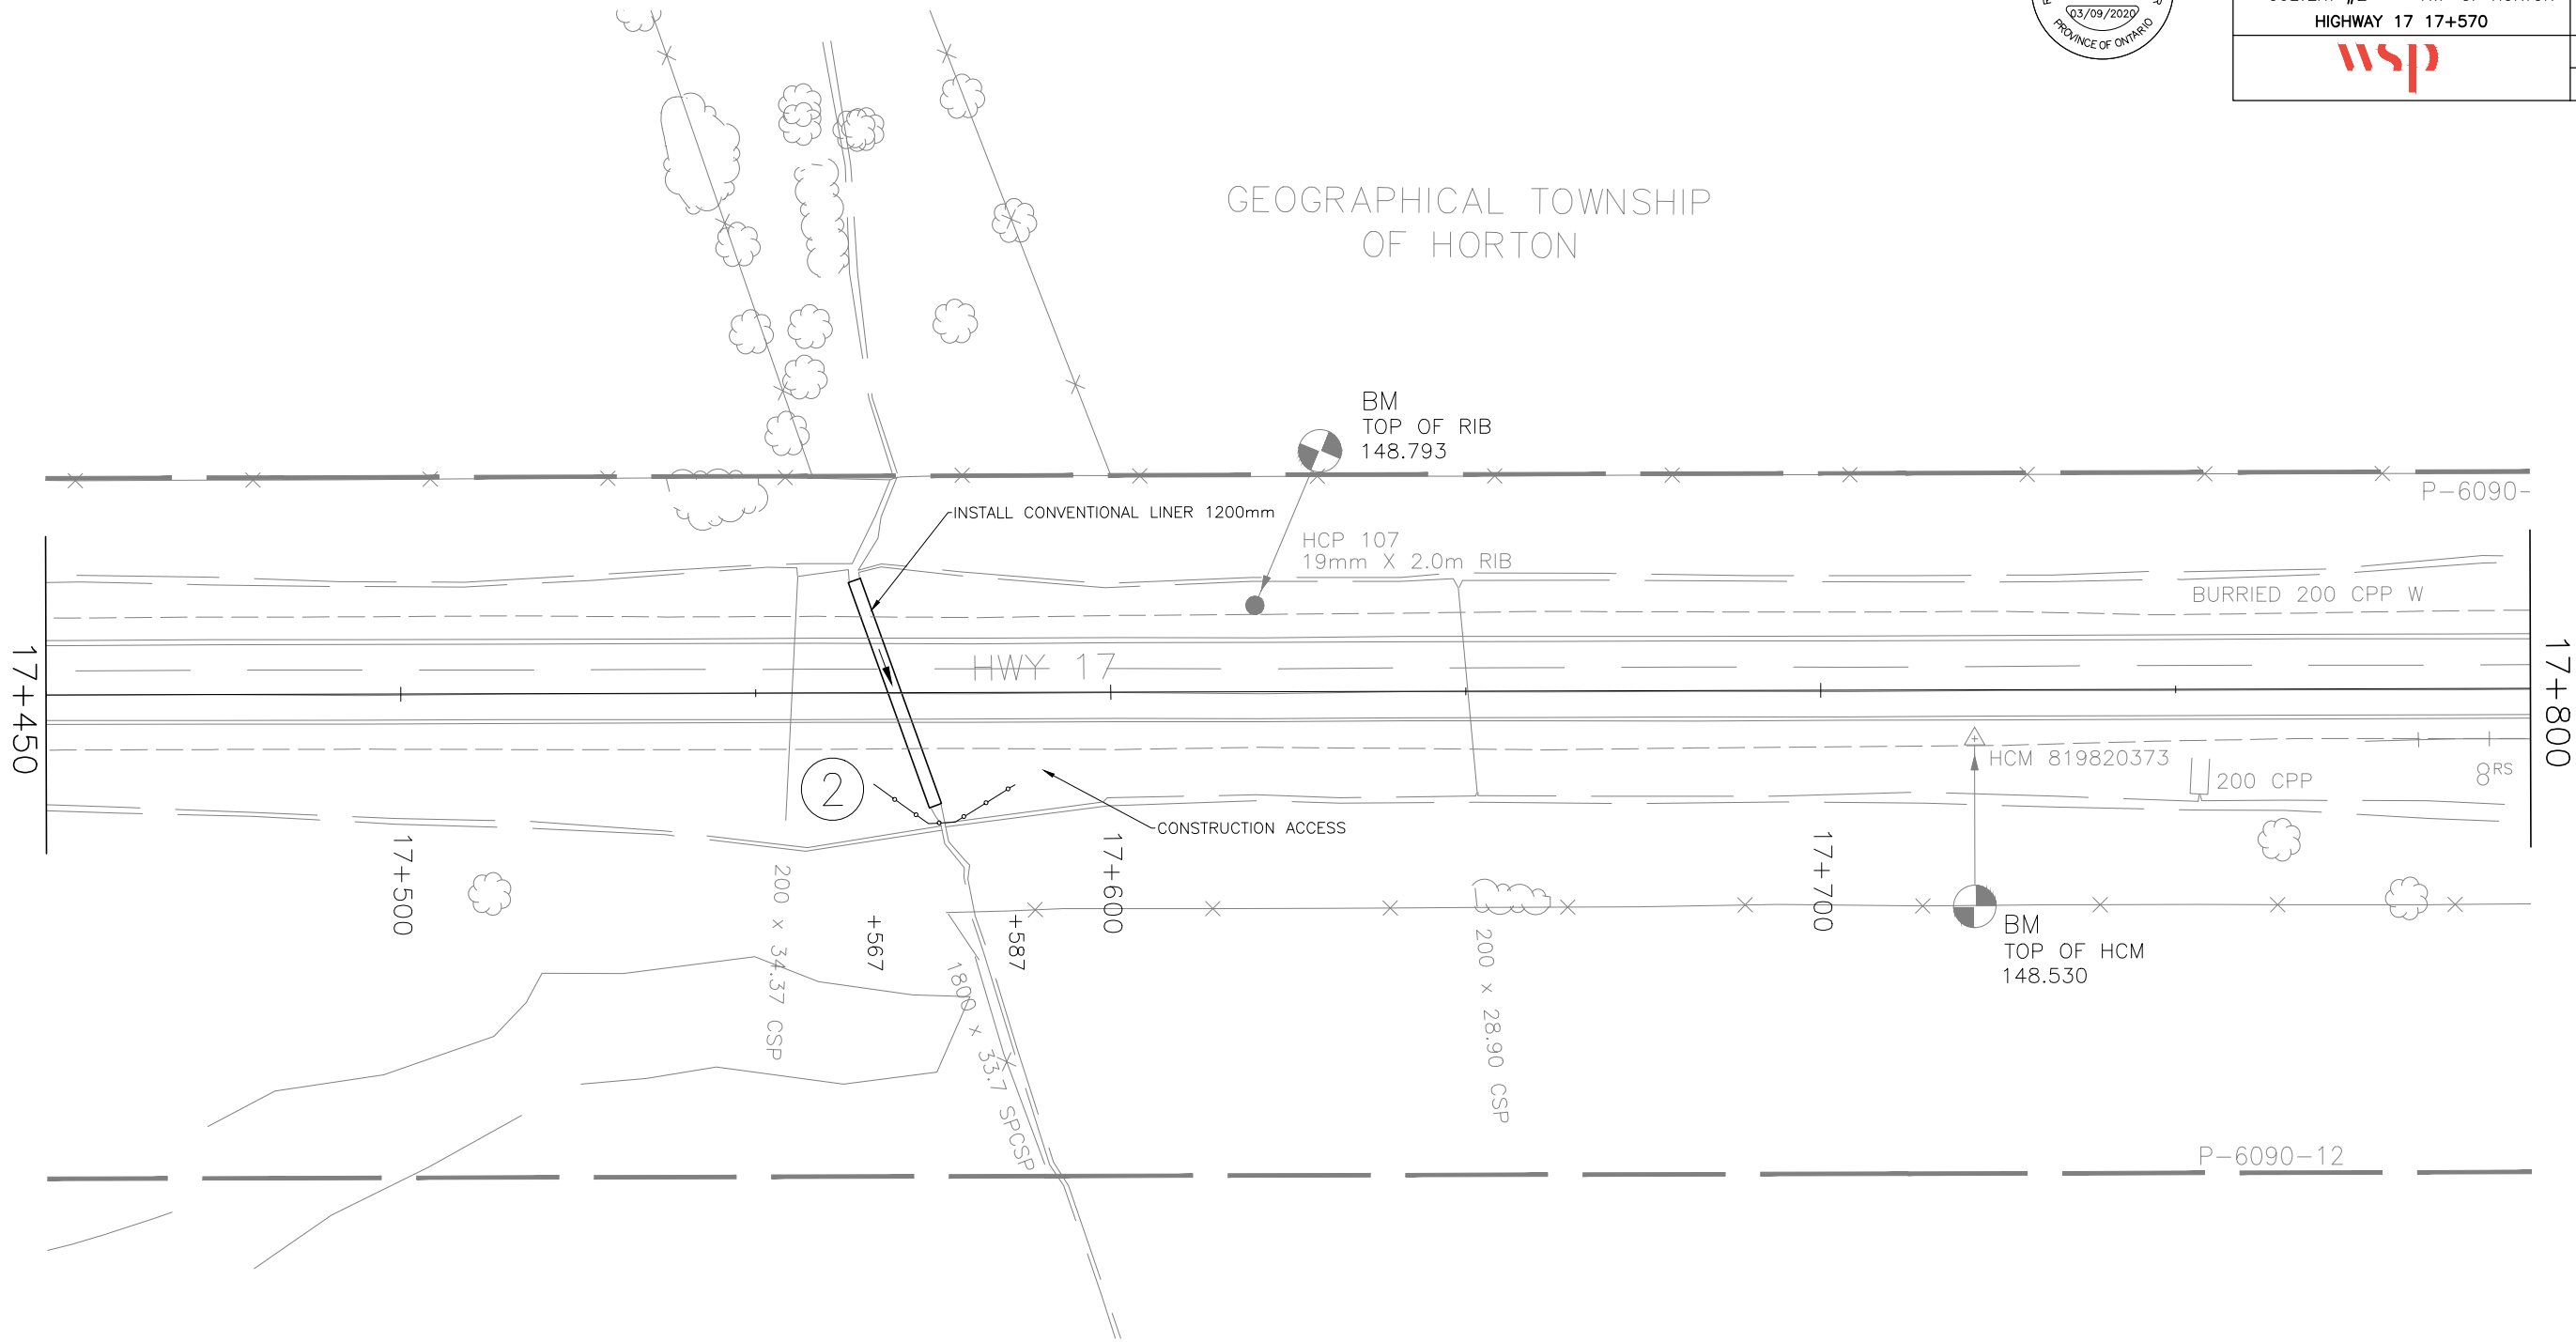 03/09/2020
PROVINCE OF ONTARIO
HIGHWAY 17 17+570
wsp
GEOGRAPHICAL TOWNSHIP
OF HORTON
BM
TOP OF RIB
148.793
P-6090-
INSTALL CONVENTIONAL LINER 1200mm
HCP 107
19mm X 2.0m RIB
BURRIED 200 CPP W
17+450
HWY 17
17+800
HCM 819820373
200 CPP
8RS
2
CONSTRUCTION ACCESS
17+500
200 x 34.37 CSP
+567
+587
17+600
17+700
1800 x 33.7 SPCSP
200 x 28.90 CSP
BM
TOP OF HCM
148.530
P-6090-12